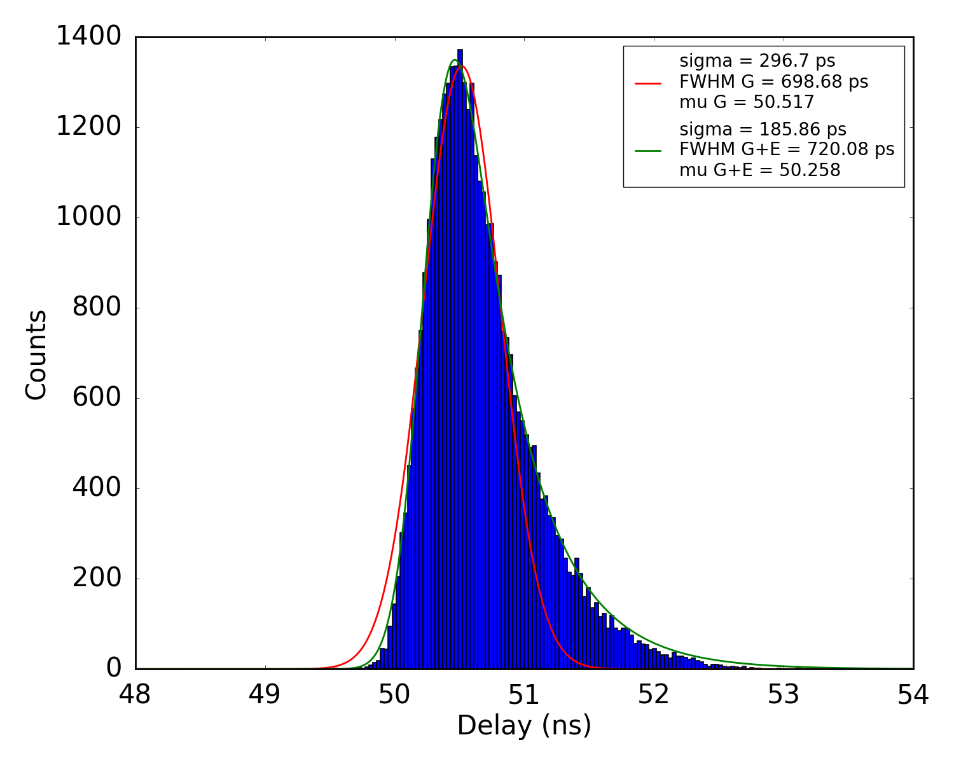 1400
1200
1000
800
600
400
200
0
Counts
48
49
50
51
52
53
54
Delay (ns)
sigma = 296.7 ps
FWHM G = 698.68 ps
mu G = 50.517
sigma = 185.86 ps
FWHM G+E = 720.08 ps
mu G+E = 50.258